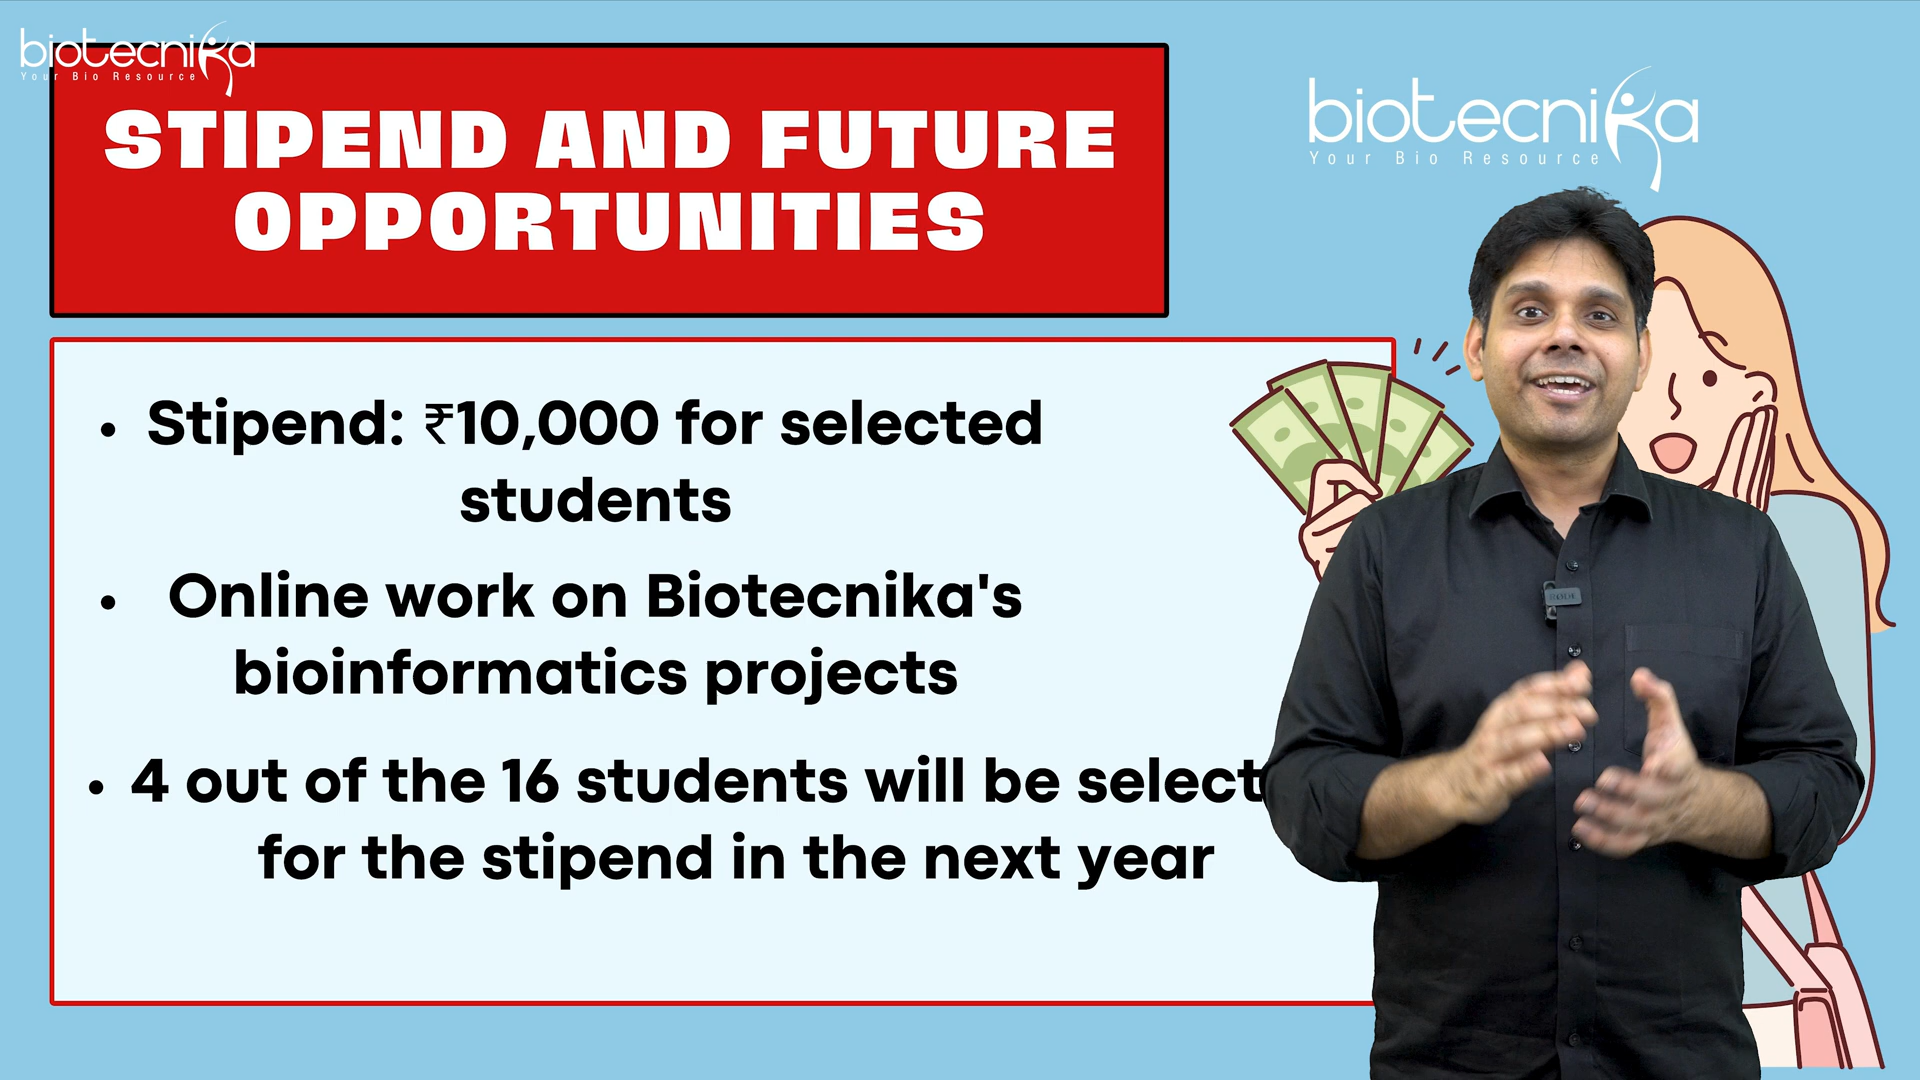 biotecnika
Your Bio Resource
STIPEND AND FUTURE
OPPORTUNITIES
biotecnika
Your Bio Resource
• Stipend: ₹10,000 for selected
students
• Online work on Biotecnika's
bioinformatics projects
• 4 out of the 16 students will be select
for the stipend in the next year
RODE